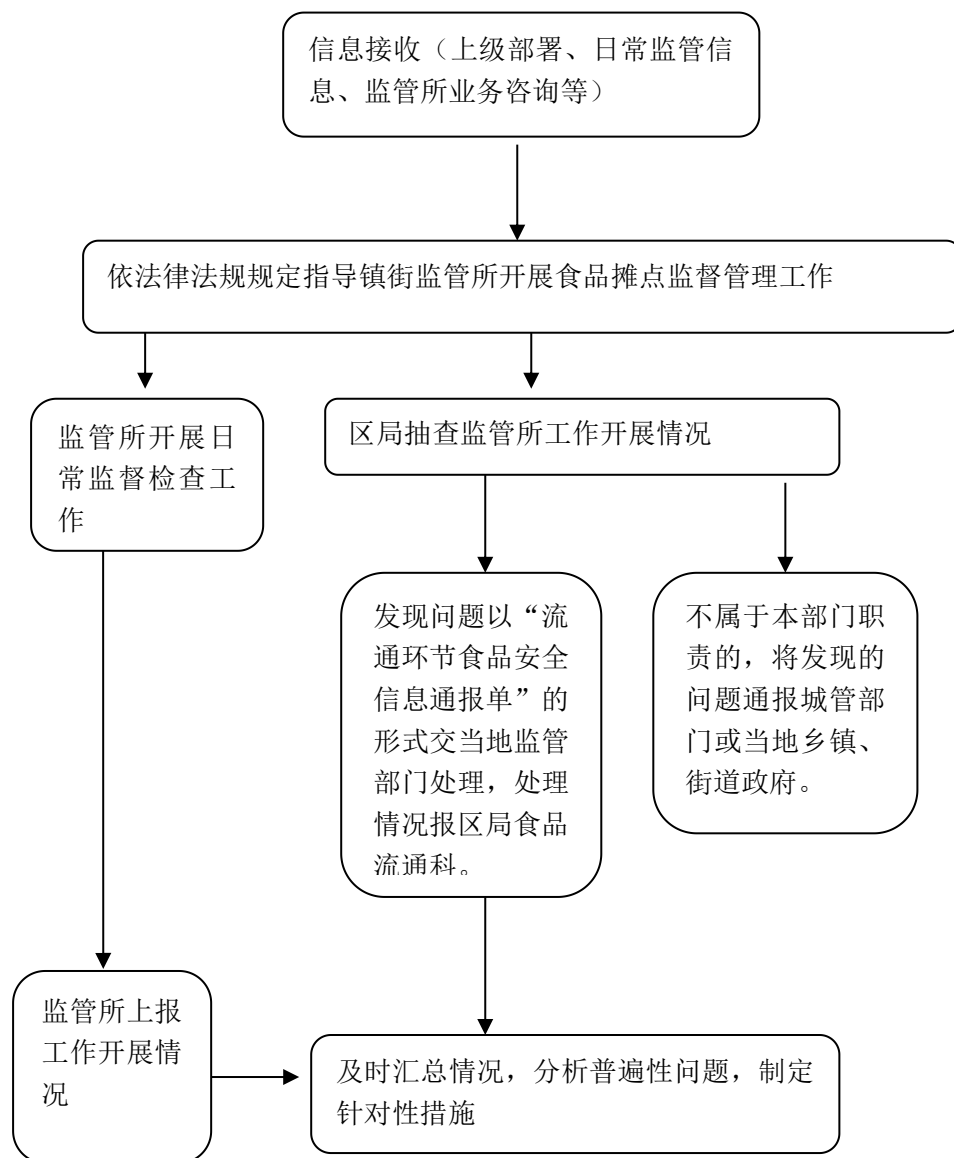 信息接收（上级部署、日常监管信
息、监管所业务咨询等）
依法律法规规定指导镇街监管所开展食品摊点监督管理工作
监管所开展日
常监督检查工
作
区局抽查监管所工作开展情况
发现问题以“流
通环节食品安全
信息通报单”的
形式交当地监管
部门处理，处理
情况报区局食品
流通科。
不属于本部门职
责的，将发现的
问题通报城管部
门或当地乡镇、
街道政府。
监管所上报
工作开展情
况
及时汇总情况，分析普遍性问题，制定
针对性措施